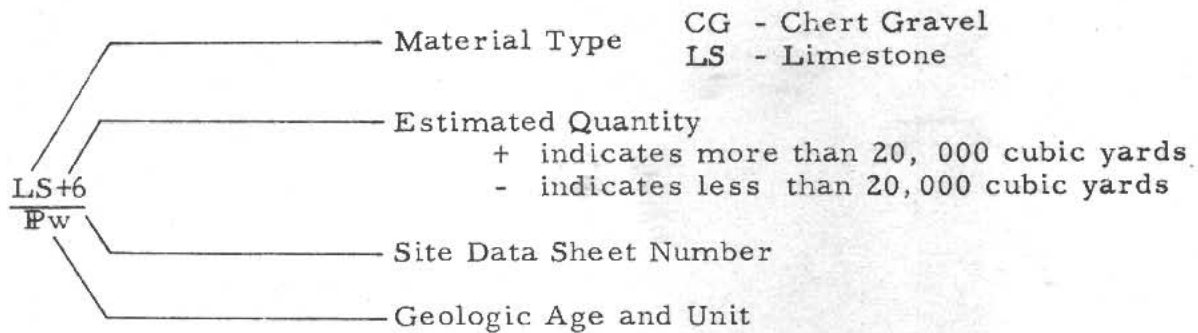 Material Type CG - Chert Gravel
LS - Limestone
Estimated Quantity
+ indicates more than 20, 000 cubic yards
- indicates less than 20,000 cubic yards
LS+6
ℙw
Site Data Sheet Number
Geologic Age and Unit